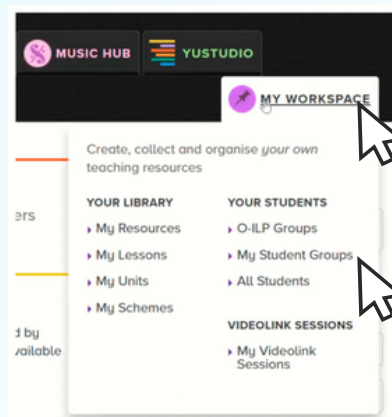 MUSIC HUB
YUSTUDIO
MY WORKSPACE
Create, collect and organise your own
teaching resources
YOUR LIBRARY
My Resources
My Lessons
My Units
My Schemes
YOUR STUDENTS
O-ILP Groups
My Student Groups
All Students
VIDEOLINK SESSIONS
My Videolink
Sessions
ers
d by
vailable